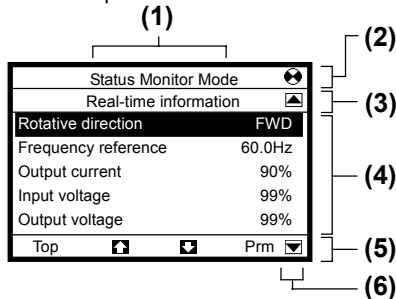 (1)
(2)
Status Monitor Mode
Real-time information
(3)
Rotative direction FWD
Frequency reference 60.0Hz
Output current 90%
(4)
Input voltage 99%
Output voltage 99%
Top Prm
(5)
(6)